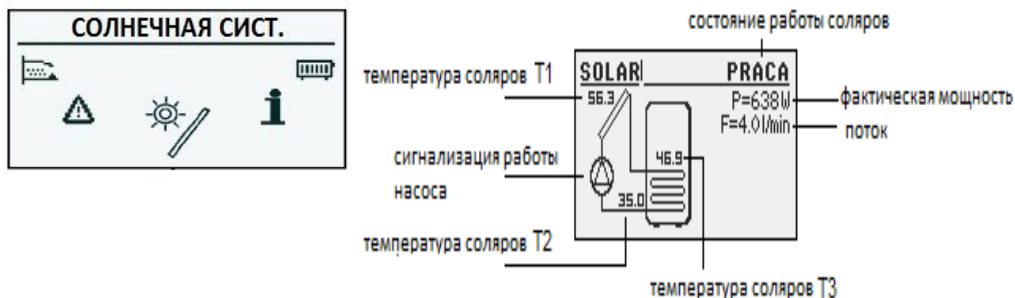 СОЛНЕЧНАЯ СИСТ.
состояние работы соляров
температура соляров T1
SOLAR PRACA
56.3
P=638W
фактическая мощность
F=4.0l/min
поток
сигнализация работы
насоса
46.9
35.0
температура соляров T2
температура соляров T3